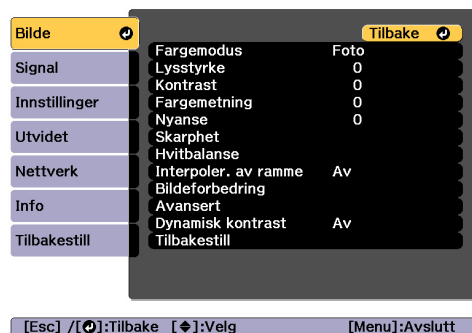 Bilde
Signal
Innstillinger
Utvidet
Nettverk
Info
Tilbakestill
Tilbake
Fargemodus Foto
Lysstyrke 0
Kontrast 0
Fargemetning 0
Nyanse 0
Skarphet
Hvitbalanse
Interpoler. av ramme Av
Bildeforbedring
Avansert
Dynamisk kontrast Av
Tilbakestill
[Esc] /[⏎]:Tilbake [◆]:Velg [Menu]:Avslutt